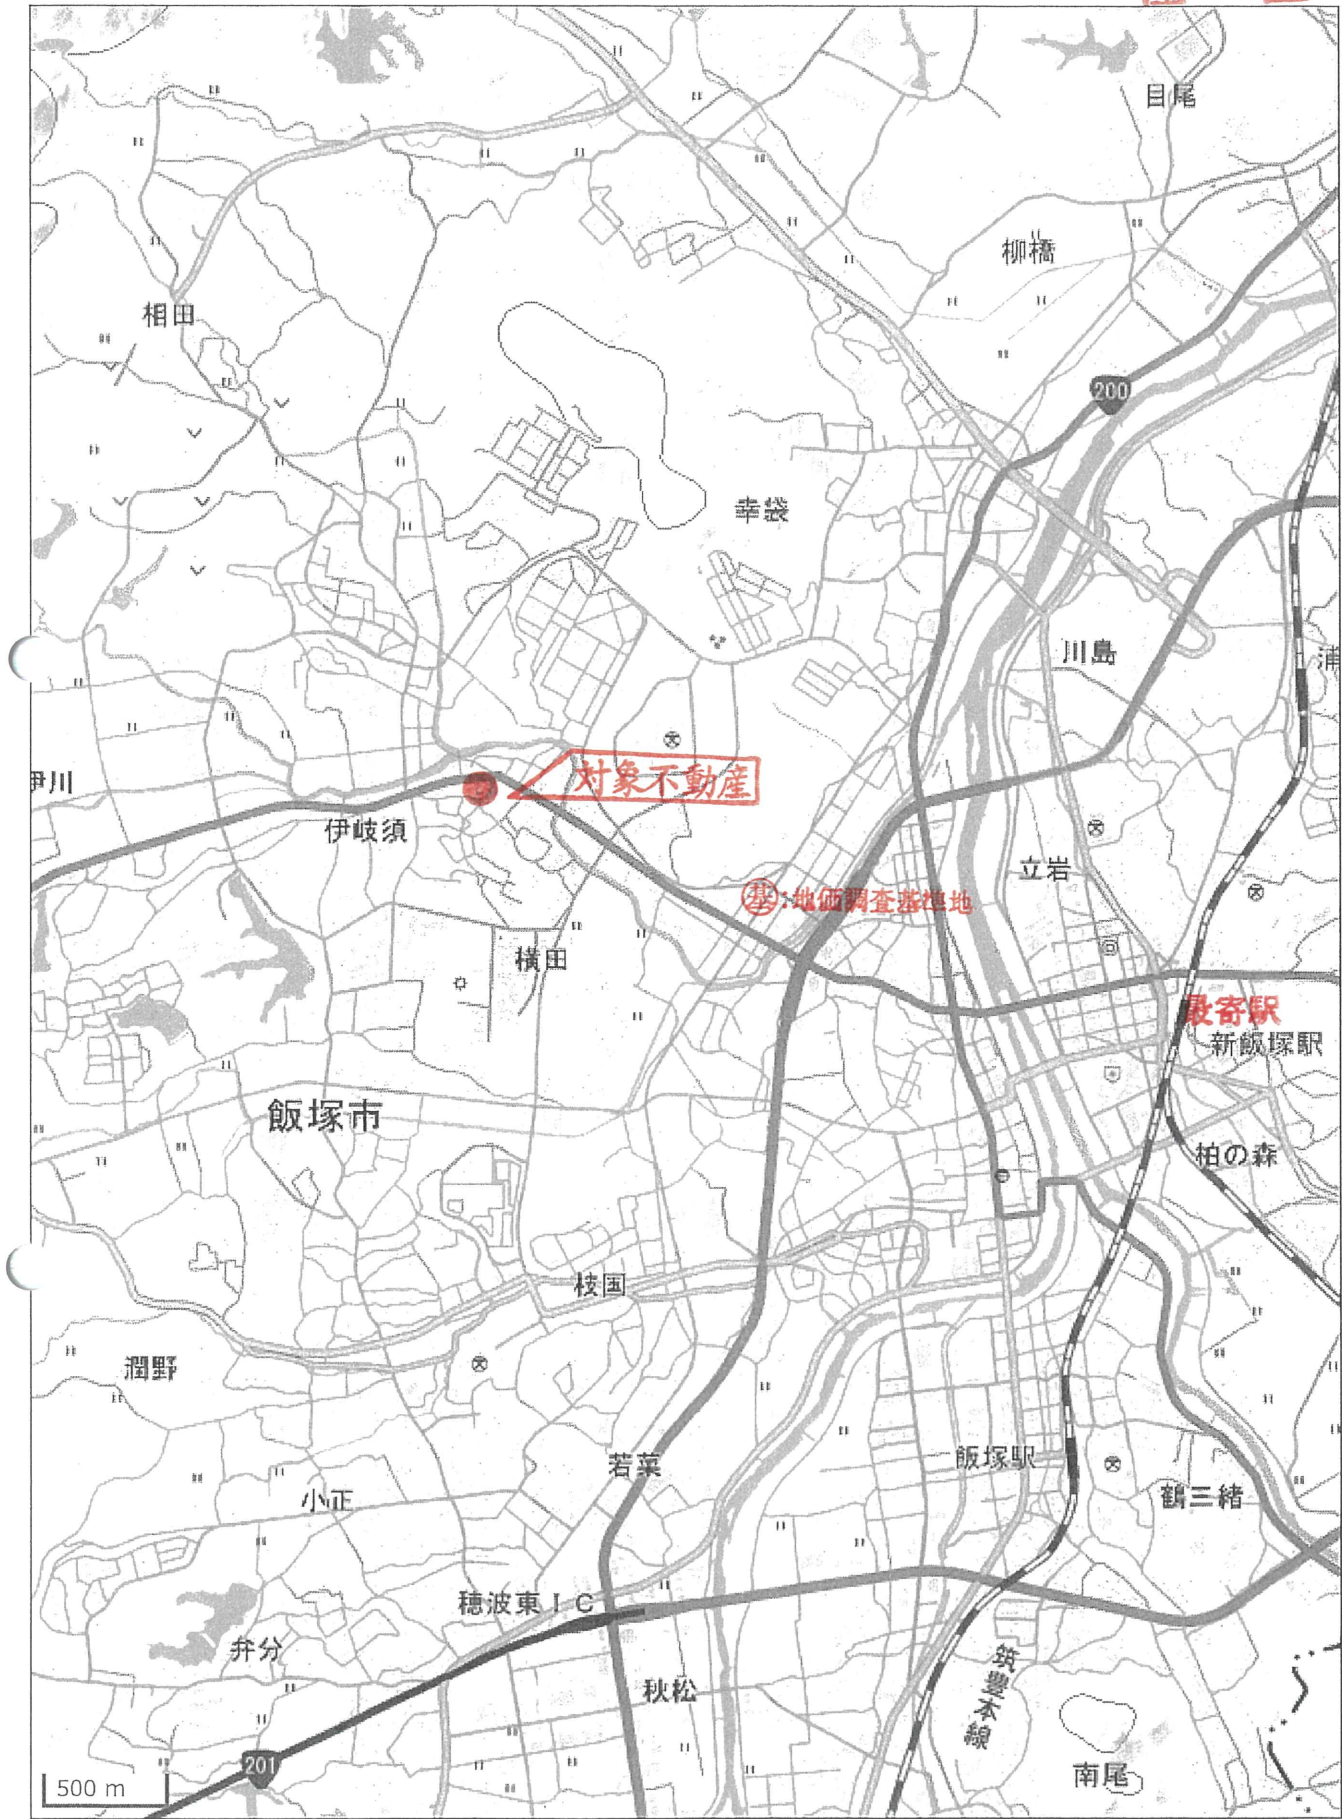 目尾
柳橋
相田
200
幸袋
川島
浦
対象不動産
伊川
伊岐須
立岩
基:地価調査基準地
横田
最寄駅
新飯塚駅
飯塚市
柏の森
枝国
潤野
若菜
飯塚駅
小正
鶴三緒
穂波東IC
弁分
筑豊本線
秋松
201
南尾
500 m